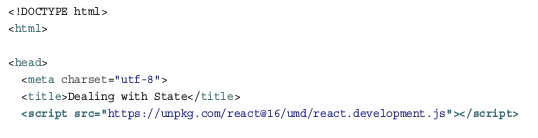 <!DOCTYPE html>
<html>
<head>
<meta charset="utf-8">
<title>Dealing with State</title>
<script src="https://unpkg.com/react@16/umd/react.development.js"></script>